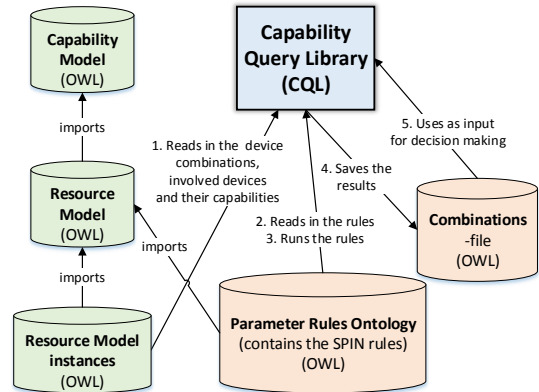 Capability
Model
(OWL)
Capability
Query Library
(CQL)
imports
1. Reads in the device
combinations,
involved devices
and their capabilities
5. Uses as input
for decision making
4. Saves the
results
Resource
Model
(OWL)
Combinations
-file
(OWL)
2. Reads in the rules
3. Runs the rules
imports
imports
Resource Model
instances
(OWL)
Parameter Rules Ontology
(contains the SPIN rules)
(OWL)